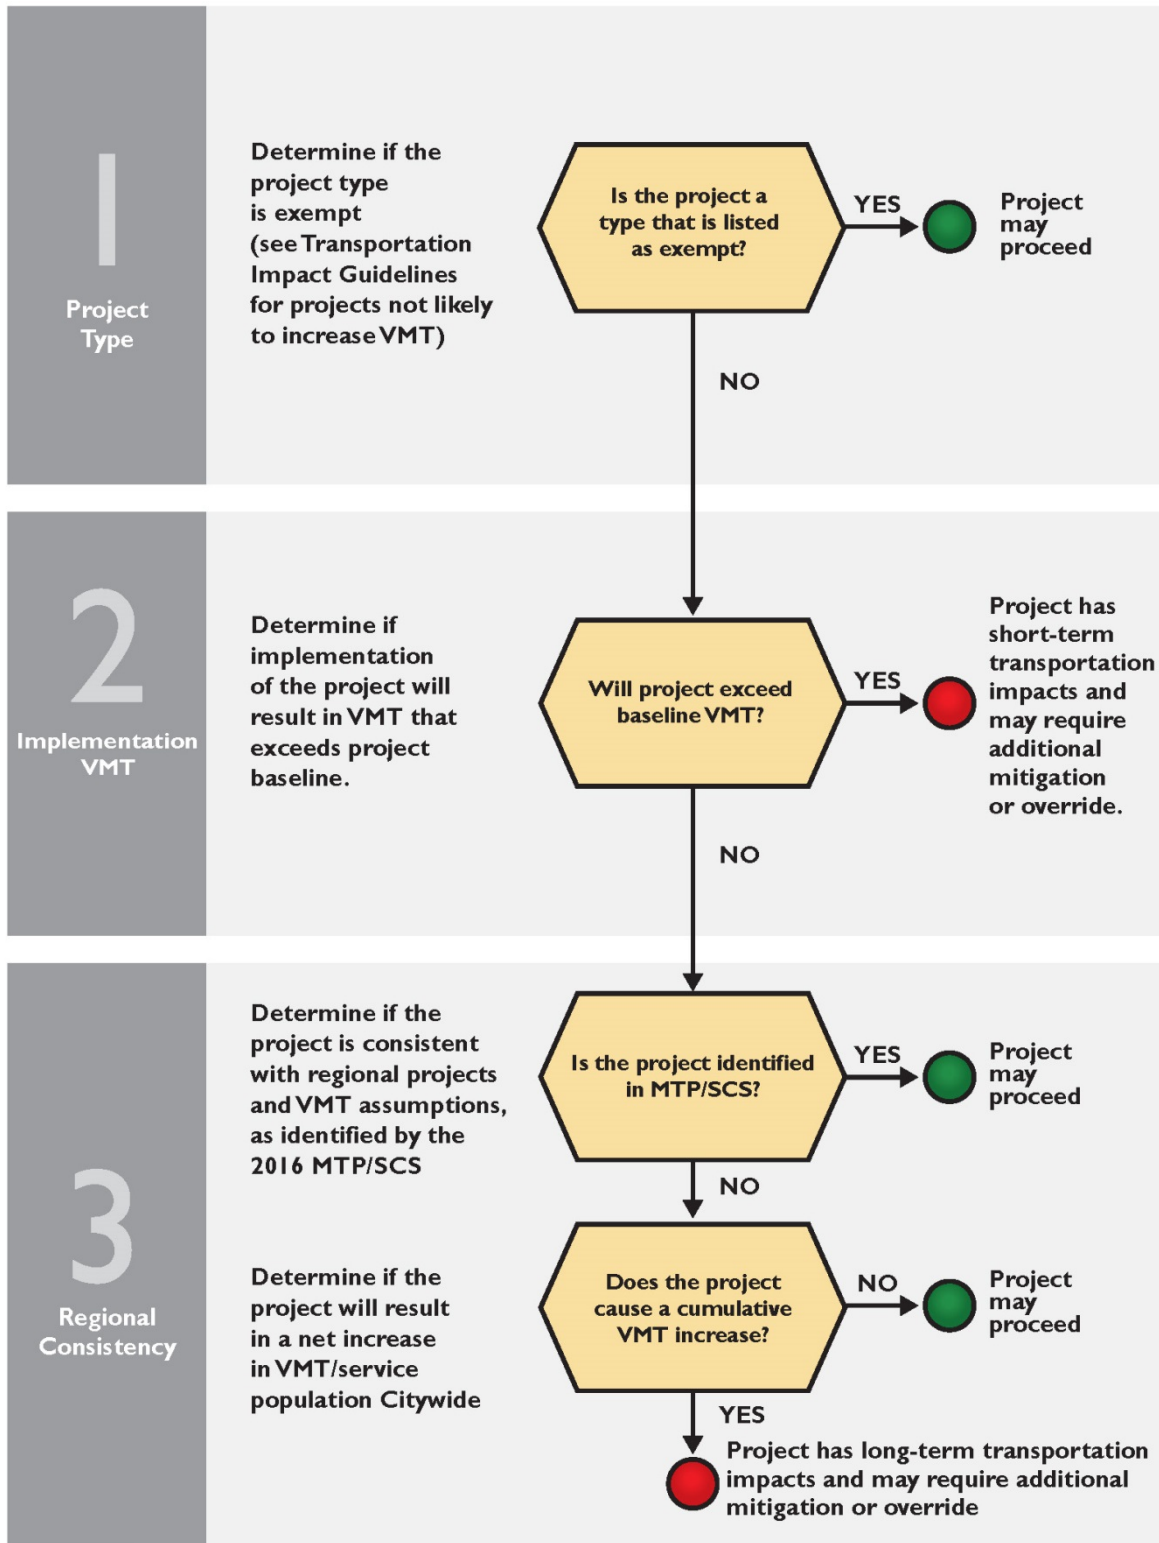 1
Project
Type
Determine if the
project type
is exempt
(see Transportation
Impact Guidelines
for projects not likely
to increase VMT)
Is the project a
type that is listed
as exempt?
YES
Project
may
proceed
NO
2
Implementation
VMT
Determine if
implementation
of the project will
result in VMT that
exceeds project
baseline.
Will project exceed
baseline VMT?
YES
Project has
short-term
transportation
impacts and
may require
additional
mitigation
or override.
NO
3
Regional
Consistency
Determine if the
project is consistent
with regional projects
and VMT assumptions,
as identified by the
2016 MTP/SCS
Is the project identified
in MTP/SCS?
YES
Project
may
proceed
NO
Determine if the
project will result
in a net increase
in VMT/service
population Citywide
Does the project
cause a cumulative
VMT increase?
NO
Project
may
proceed
YES
Project has long-term transportation
impacts and may require additional
mitigation or override